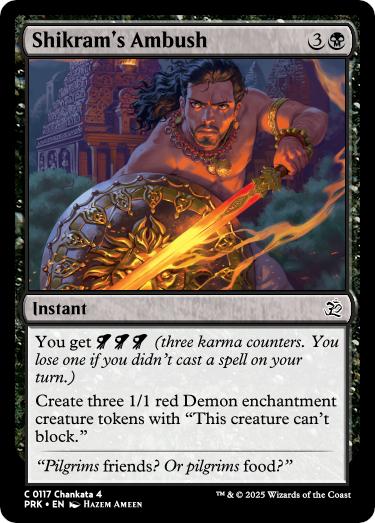 Shikram's Ambush 3
Instant
You get (three karma counters. You
lose one if you didn't cast a spell on your
turn.)
Create three 1/1 red Demon enchantment
creature tokens with "This creature can't
block."
"Pilgrims friends? Or pilgrims food?"
C 0117 Chankata 4
PRK • EN Hazem Ameen
™ & © 2025 Wizards of the Coast